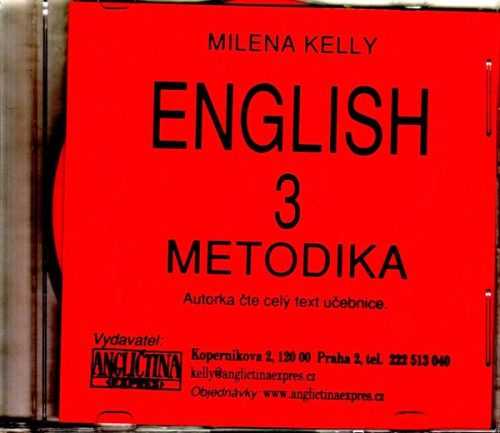 MILENA KELLY
ENGLISH
3
METODIKA
Autorka čte celý text učebnice.
Vydavatel:
ANGLIČTINA
EXPRES
Koperníkova 2, 120 00 Praha 2, tel. 222 513 040
kelly@anglictinaexpres.cz
Objednávky: www.anglictinaexpres.cz